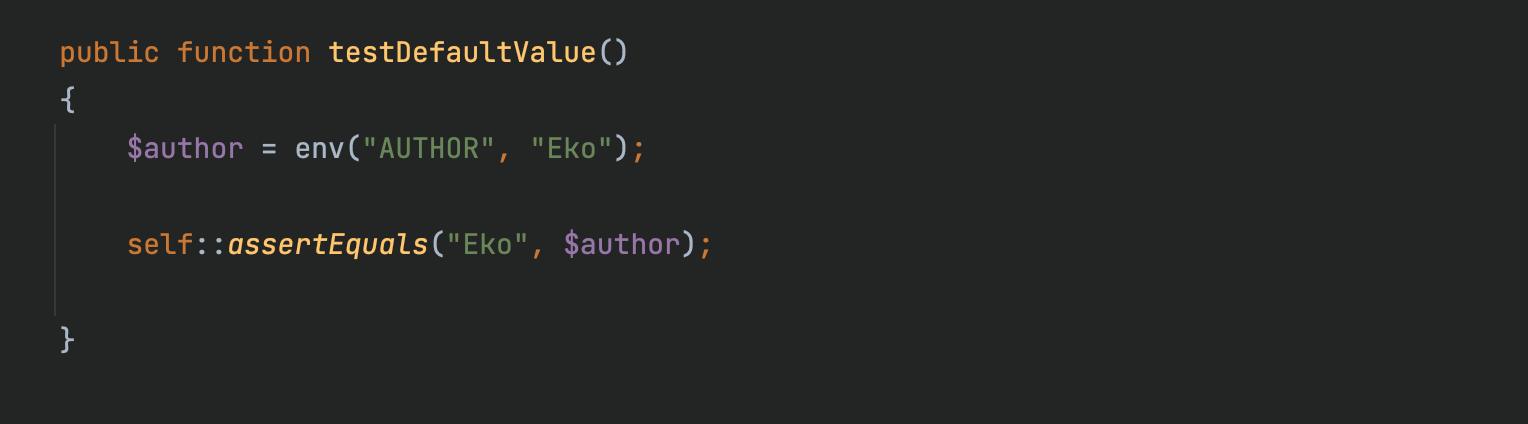 public function testDefaultValue()
{
    $author = env("AUTHOR", "Eko");
    self::assertEquals("Eko", $author);
}